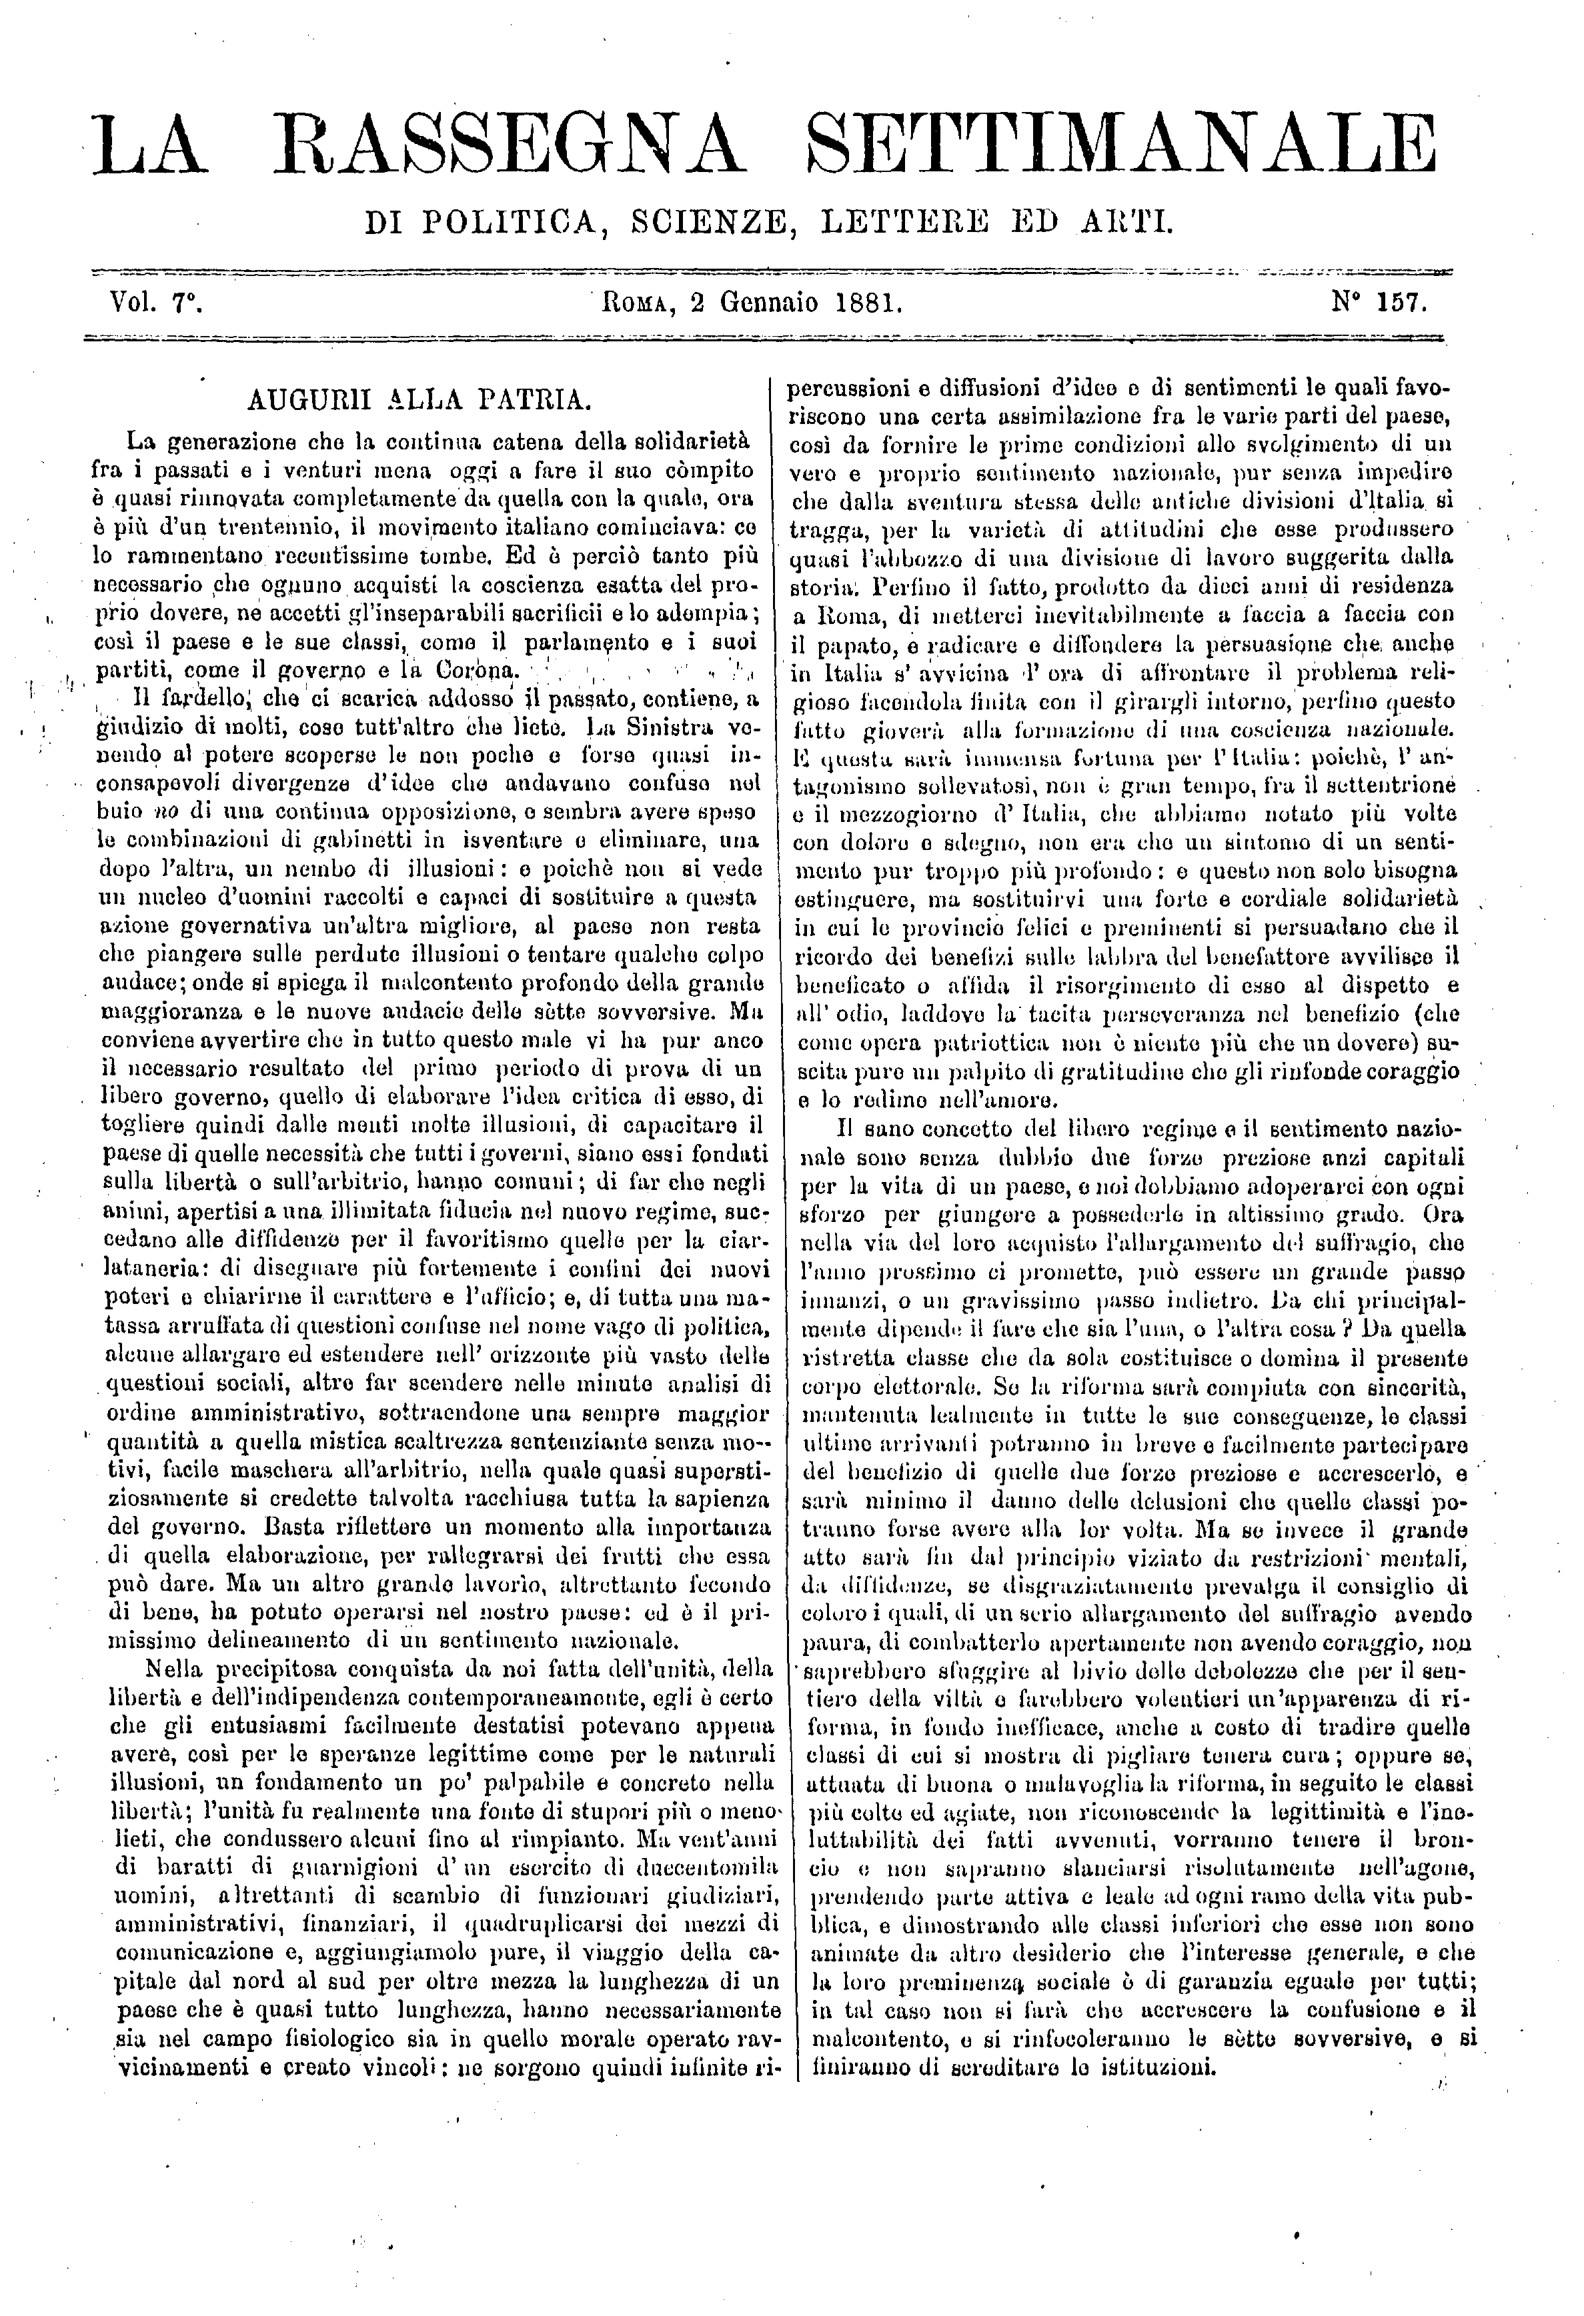 LA RASSEGNA SETTIMANALE
DI POLITICA, SCIENZE, LETTERE ED ARTI.
Vol. 7°. ROMA, 2 Gennaio 1881. N° 157.
AUGURII ALLA PATRIA.
La generazione che la continua catena della solidarietà
fra i passati e i venturi mena oggi a fare il suo còmpito
è quasi rinnovata completamente da quella con la quale, ora
è più d'un trentennio, il movimento italiano cominciava: ce
lo rammentano recentissime tombe. Ed è perciò tanto più
necessario che ognuno acquisti la coscienza esatta del pro-
prio dovere, ne accetti gl'inseparabili sacrificii e lo adempia;
così il paese e le sue classi, come il parlamento e i suoi
partiti, come il governo e la Corona.
Il fardello, che ci scarica addosso il passato, contiene, a
giudizio di molti, cose tutt'altro che liete. La Sinistra ve-
nendo al potere scoperse le non poche e forse quasi in-
consapevoli divergenze d'idee che andavano confuse nel
buio no di una continua opposizione, e sembra avere speso
le combinazioni di gabinetti in isventare e eliminare, una
dopo l'altra, un nembo di illusioni: e poichè non si vede
un nucleo d'uomini raccolti e capaci di sostituire a questa
azione governativa un'altra migliore, al paese non resta
che piangere sulle perdute illusioni o tentare qualche colpo
audace; onde si spiega il malcontento profondo della grande
maggioranza e le nuove audacie delle sètte sovversive. Ma
conviene avvertire che in tutto questo male vi ha pur anco
il necessario resultato del primo periodo di prova di un
libero governo, quello di elaborare l'idea critica di esso, di
togliere quindi dalle menti molte illusioni, di capacitare il
paese di quelle necessità che tutti i governi, siano essi fondati
sulla libertà o sull'arbitrio, hanno comuni; di far che negli
animi, apertisi a una illimitata fiducia nel nuovo regime, suc-
cedano alle diffidenze per il favoritismo quelle per la ciar-
lataneria: di disegnare più fortemente i confini dei nuovi
poteri e chiarirne il carattere e l'ufficio; e, di tutta una ma-
tassa arruffata di questioni confuse nel nome vago di politica,
alcune allargare ed estendere nell' orizzonte più vasto delle
questioni sociali, altre far scendere nelle minute analisi di
ordine amministrativo, sottraendone una sempre maggior
quantità a quella mistica scaltrezza sentenziante senza mo-
tivi, facile maschera all'arbitrio, nella quale quasi supersti-
ziosamente si credette talvolta racchiusa tutta la sapienza
del governo. Basta riflettere un momento alla importanza
di quella elaborazione, per rallegrarsi dei frutti che essa
può dare. Ma un altro grande lavorìo, altrettanto fecondo
di bene, ha potuto operarsi nel nostro paese: ed è il pri-
missimo delineamento di un sentimento nazionale.
Nella precipitosa conquista da noi fatta dell'unità, della
libertà e dell'indipendenza contemporaneamente, egli è certo
che gli entusiasmi facilmente destatisi potevano appena
avere, così per le speranze legittime come per le naturali
illusioni, un fondamento un po' palpabile e concreto nella
libertà; l'unità fu realmente una fonte di stupori più o meno
lieti, che condussero alcuni fino al rimpianto. Ma vent'anni
di baratti di guarnigioni d' un esercito di duecentomila
uomini, altrettanti di scambio di funzionari giudiziari,
amministrativi, finanziari, il quadruplicarsi dei mezzi di
comunicazione e, aggiungiamolo pure, il viaggio della ca-
pitale dal nord al sud per oltre mezza la lunghezza di un
paese che è quasi tutto lunghezza, hanno necessariamente
sia nel campo fisiologico sia in quello morale operato rav-
vicinamenti e creato vincoli: ne sorgono quindi infinite ri-
percussioni e diffusioni d'idee e di sentimenti le quali favo-
riscono una certa assimilazione fra le varie parti del paese,
così da fornire le prime condizioni allo svolgimento di un
vero e proprio sentimento nazionale, pur senza impedire
che dalla sventura stessa delle antiche divisioni d'Italia si
tragga, per la varietà di attitudini che esse produssero
quasi l'abbozzo di una divisione di lavoro suggerita dalla
storia. Perfino il fatto, prodotto da dieci anni di residenza
a Roma, di metterci inevitabilmente a faccia a faccia con
il papato, e radicare e diffondere la persuasione che anche
in Italia s' avvicina l' ora di affrontare il problema reli-
gioso facendola finita con il girargli intorno, perfino questo
fatto gioverà alla formazione di una coscienza nazionale.
E questa sarà immensa fortuna per l'Italia: poichè, l' an-
tagonismo sollevatosi, non è gran tempo, fra il settentrione
e il mezzogiorno d' Italia, che abbiamo notato più volte
con dolore e sdegno, non era che un sintomo di un senti-
mento pur troppo più profondo: e questo non solo bisogna
estinguere, ma sostituirvi una forte e cordiale solidarietà
in cui le provincie felici e preminenti si persuadano che il
ricordo dei benefizi sulle labbra del benefattore avvilisce il
beneficato o affida il risorgimento di esso al dispetto e
all' odio, laddove la tacita perseveranza nel benefizio (che
come opera patriottica non è niente più che un dovere) su-
scita pure un palpito di gratitudine che gli rinfonde coraggio
e lo redime nell'amore.
Il sano concetto del libero regime e il sentimento nazio-
nale sono senza dubbio due forze preziose anzi capitali
per la vita di un paese, e noi dobbiamo adoperarci con ogni
sforzo per giungere a possederle in altissimo grado. Ora
nella via del loro acquisto l'allargamento del suffragio, che
l'anno prossimo ci promette, può essere un grande passo
innanzi, o un gravissimo passo indietro. Da chi principal-
mente dipende il fare che sia l'una, o l'altra cosa? Da quella
ristretta classe che da sola costituisce o domina il presente
corpo elettorale. Se la riforma sarà compiuta con sincerità,
mantenuta lealmente in tutte le sue conseguenze, le classi
ultime arrivanti potranno in breve e facilmente partecipare
del benefizio di quelle due forze preziose e accrescerlo, e
sarà minimo il danno delle delusioni che quelle classi po-
tranno forse avere alla lor volta. Ma se invece il grande
atto sarà fin dal principio viziato da restrizioni mentali,
da diffidenze, se disgraziatamente prevalga il consiglio di
coloro i quali, di un serio allargamento del suffragio avendo
paura, di combatterlo apertamente non avendo coraggio, non
saprebbero sfuggire al bivio delle debolezze che per il sen-
tiero della viltà e farebbero volentieri un'apparenza di ri-
forma, in fondo inefficace, anche a costo di tradire quelle
classi di cui si mostra di pigliare tenera cura; oppure se,
attuata di buona o malavoglia la riforma, in seguito le classi
più colte ed agiate, non riconoscendo la legittimità e l'ine-
luttabilità dei fatti avvenuti, vorranno tenere il bron-
cio e non sapranno slanciarsi risolutamente nell'agone,
prendendo parte attiva e leale ad ogni ramo della vita pub-
blica, e dimostrando alle classi inferiori che esse non sono
animate da altro desiderio che l'interesse generale, e che
la loro preminenza sociale è di garanzia eguale per tutti;
in tal caso non si farà che accrescere la confusione e il
malcontento, e si rinfocoleranno le sètte sovversive, e si
finiranno di screditare le istituzioni.